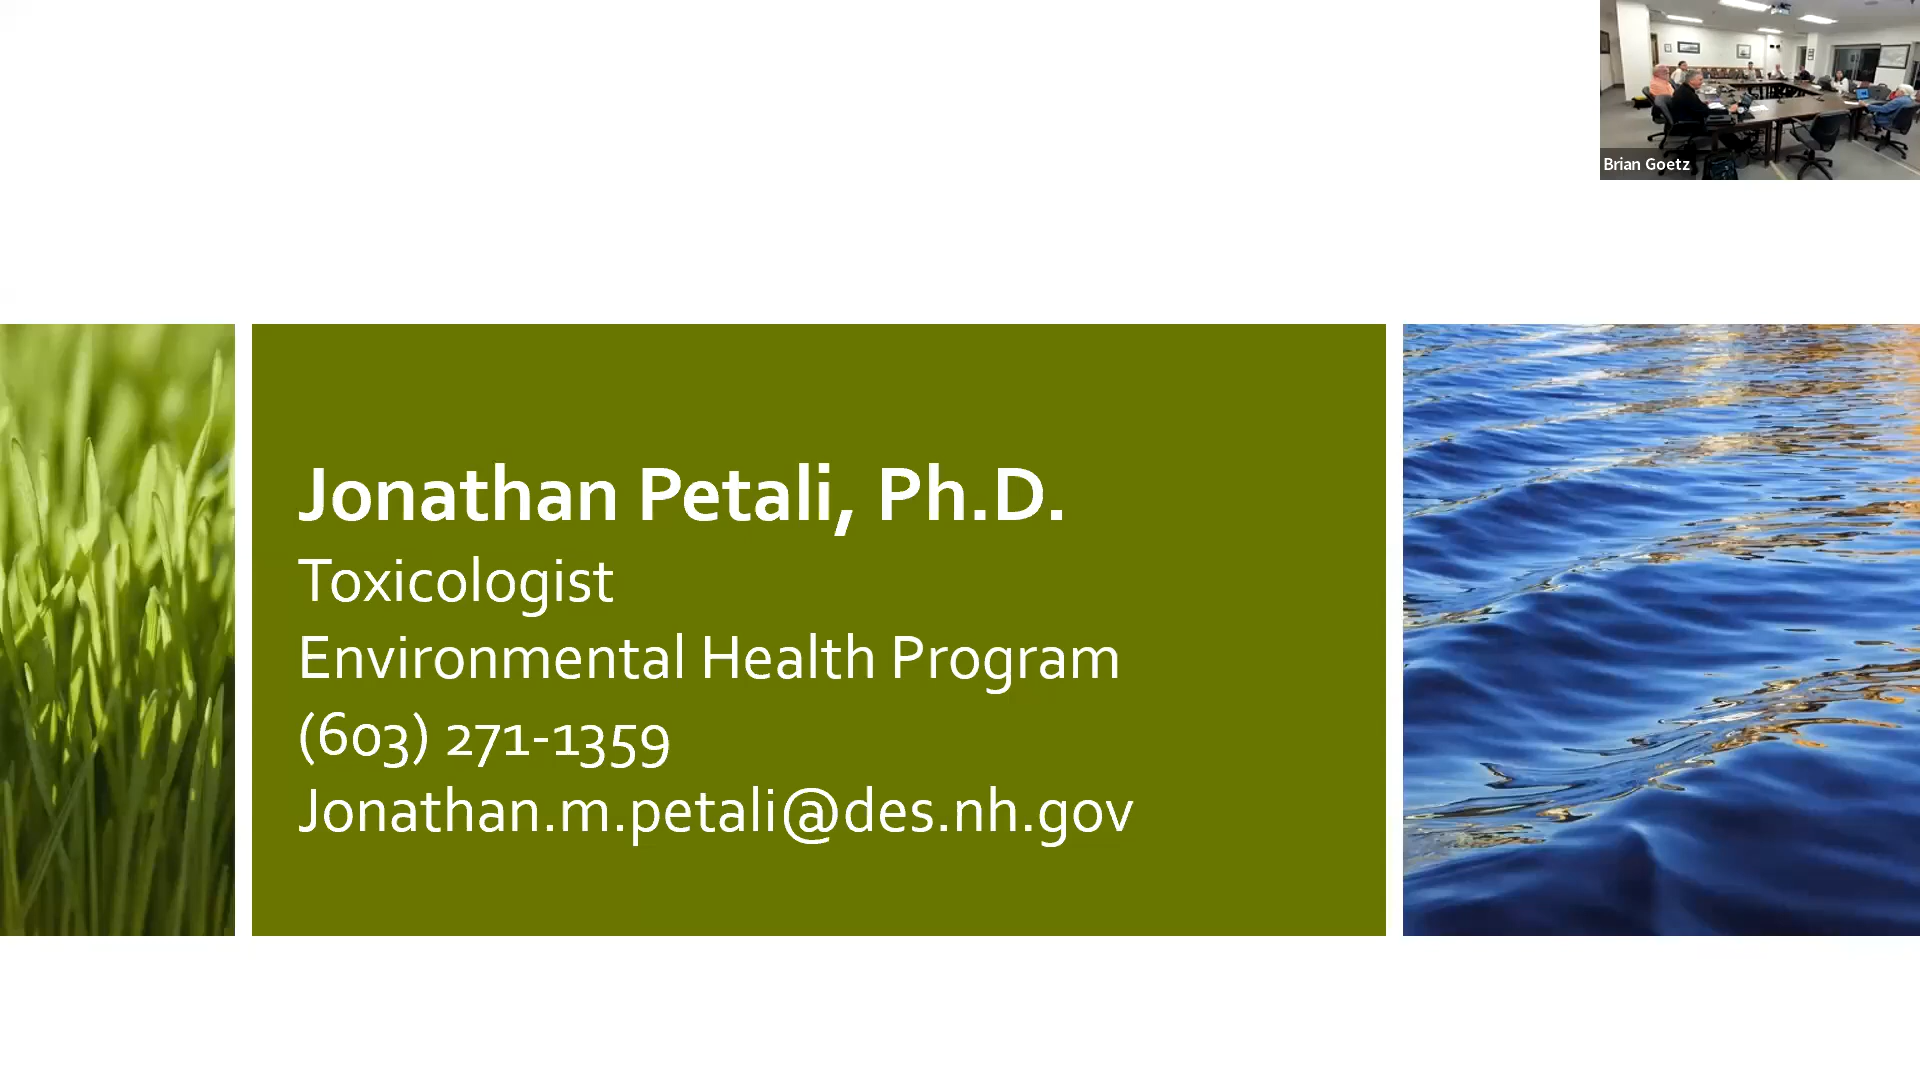 Brian Goetz
Jonathan Petali, Ph.D.
Toxicologist
Environmental Health Program
(603) 271-1359
Jonathan.m.petali@des.nh.gov